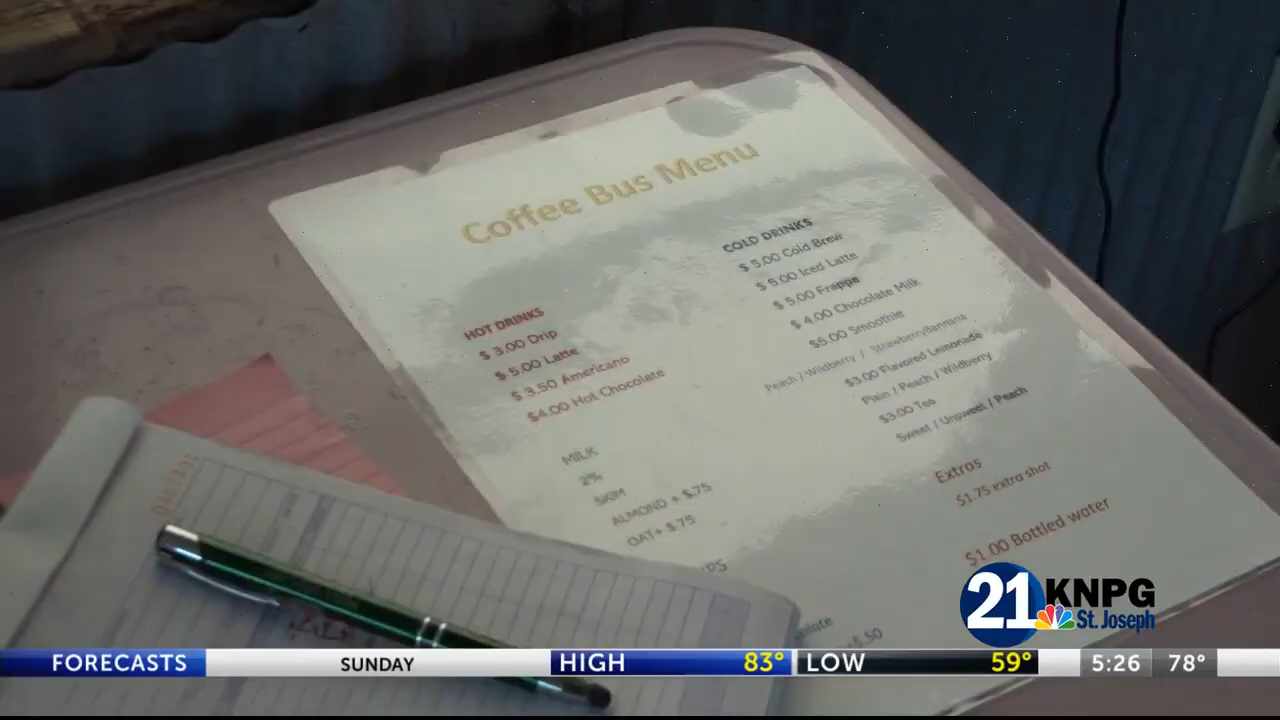 Coffee Bus Menu
HOT DRINKS
$ 3.00 Drip
$ 5.00 Latte
$ 3.50 Americano
$4.00 Hot Chocolate
MILK
2%
SKIM
ALMOND + $.75
OAT+ $.75
COLD DRINKS
$ 5.00 Cold Brew
$ 5.00 Iced Latte
$ 5.00 Frappe
$ 4.00 Chocolate Milk
$5.00 Smoothie
Peach / Wildberry / StrawberryBannana
$3.00 Flavored Lemonade
Plain / Peach / Wildberry
$3.00 Tea
Sweet / Unsweet / Peach
Extras
$1.75 extra shot
$1.00 Bottled water
21 KNPG
St. Joseph
FORECASTS SUNDAY HIGH 83° LOW 59° 5:26 78°